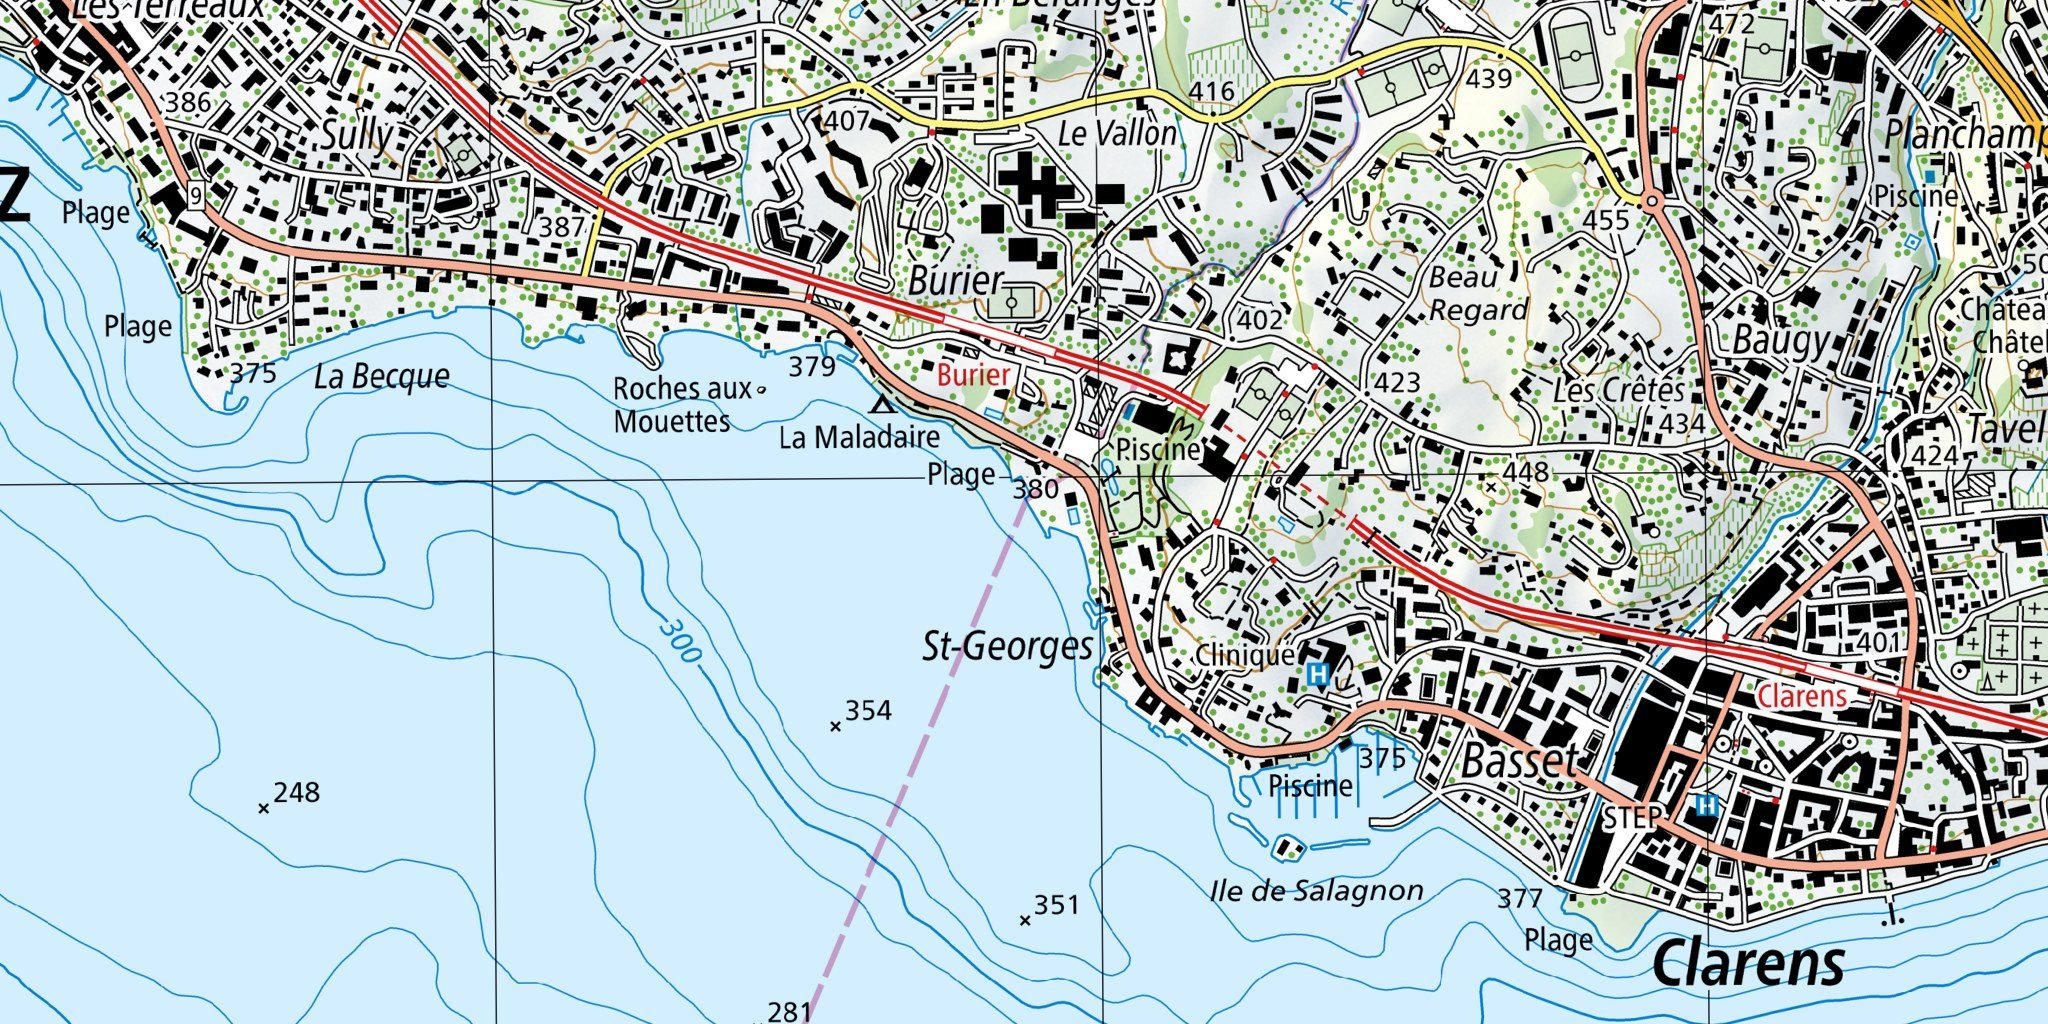 Les Terreaux
En Béranges
472
386
Sully
407
416
439
Le Vallon
Planchamp
9
Plage
387
455
Piscine
Burier
Beau
Regard
Plage
402
Baugy
375
La Becque
379
Burier
423
Les Crêtes
Roches aux
Mouettes
434
La Maladaire
Piscine
Tavel
Plage
448
424
380
300
St-Georges
Clinique
H
401
Clarens
354
375
Basset
248
Piscine
H
STEP
351
Ile de Salagnon
377
Plage
Clarens
281